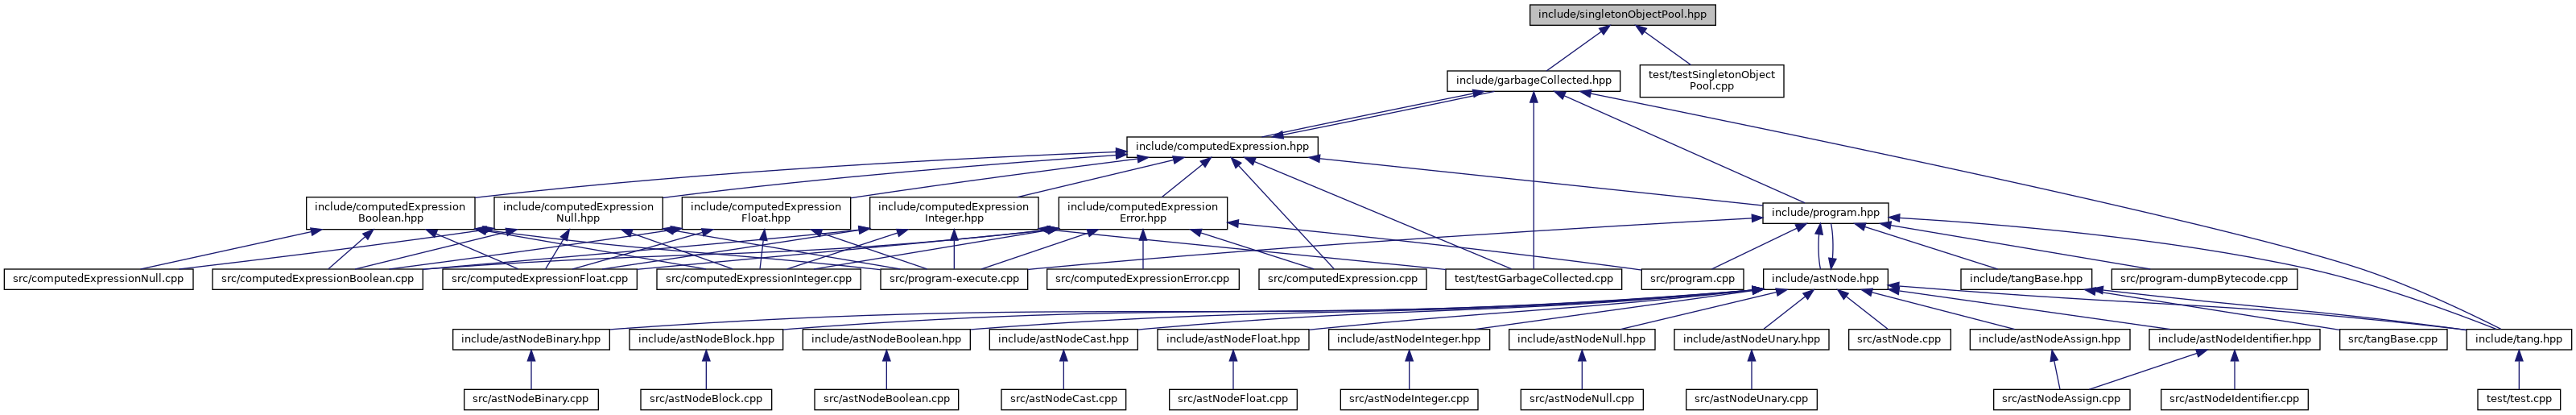 include/singletonObjectPool.hpp
include/garbageCollected.hpp
test/testSingletonObject
Pool.cpp
include/computedExpression.hpp
include/computedExpression
Boolean.hpp
include/computedExpression
Null.hpp
include/computedExpression
Float.hpp
include/computedExpression
Integer.hpp
include/computedExpression
Error.hpp
include/program.hpp
src/computedExpressionNull.cpp
src/computedExpressionBoolean.cpp
src/computedExpressionFloat.cpp
src/computedExpressionInteger.cpp
src/program-execute.cpp
src/computedExpressionError.cpp
src/computedExpression.cpp
test/testGarbageCollected.cpp
src/program.cpp
include/astNode.hpp
include/tangBase.hpp
src/program-dumpBytecode.cpp
include/astNodeBinary.hpp
include/astNodeBlock.hpp
include/astNodeBoolean.hpp
include/astNodeCast.hpp
include/astNodeFloat.hpp
include/astNodeInteger.hpp
include/astNodeNull.hpp
include/astNodeUnary.hpp
src/astNode.cpp
include/astNodeAssign.hpp
include/astNodeIdentifier.hpp
src/tangBase.cpp
include/tang.hpp
src/astNodeBinary.cpp
src/astNodeBlock.cpp
src/astNodeBoolean.cpp
src/astNodeCast.cpp
src/astNodeFloat.cpp
src/astNodeInteger.cpp
src/astNodeNull.cpp
src/astNodeUnary.cpp
src/astNodeAssign.cpp
src/astNodeIdentifier.cpp
test/test.cpp